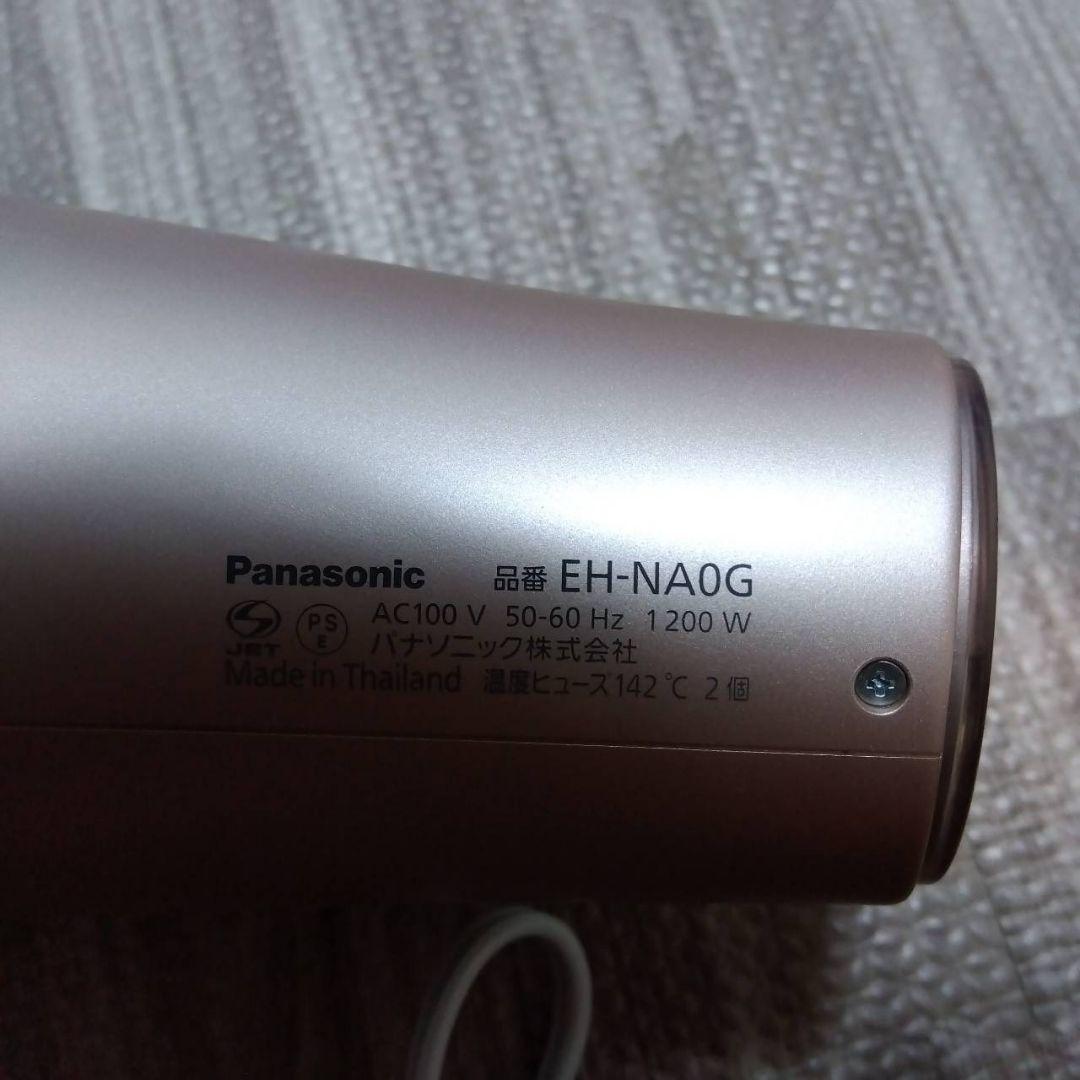 Panasonic 品番 EH-NA0G
JET PS E AC100 V 50-60 Hz 1200 W
パナソニック株式会社
Made in Thailand 温度ヒューズ142℃ 2個